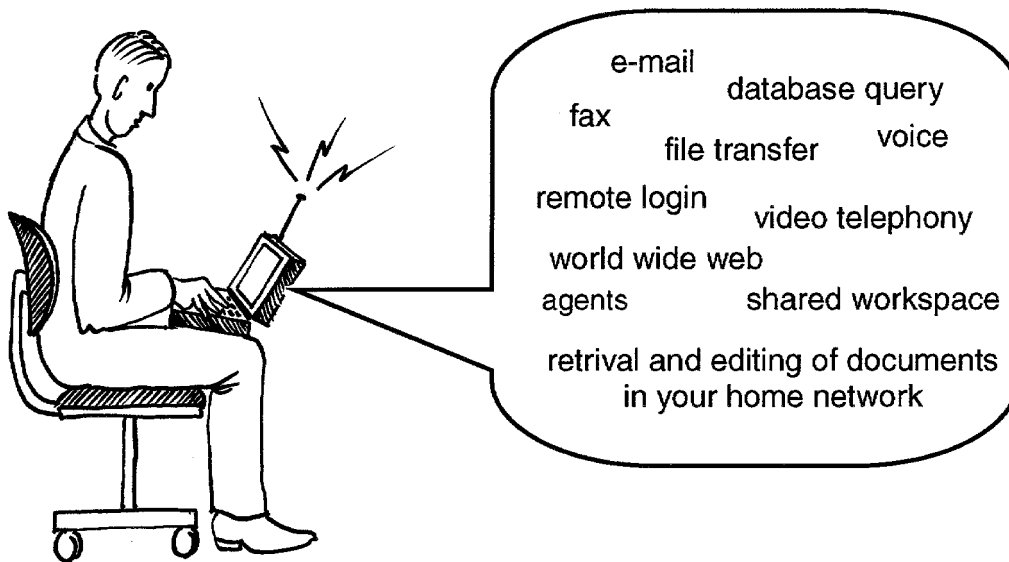 e-mail
database query
fax
voice
file transfer
remote login
video telephony
world wide web
agents
shared workspace
retrival and editing of documents
in your home network